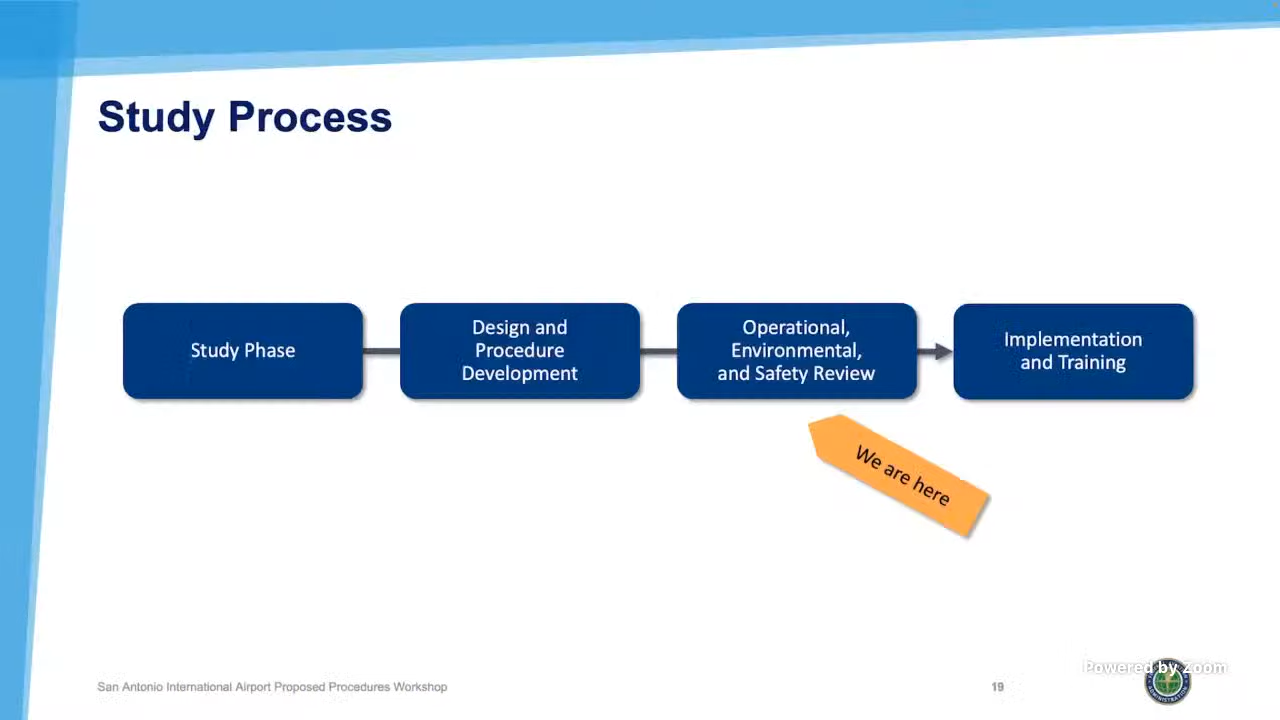 Study Process
Study Phase
Design and
Procedure
Development
Operational,
Environmental,
and Safety Review
Implementation
and Training
We are here
San Antonio International Airport Proposed Procedures Workshop
19
Powered by Zoom
ADMINISTRATION